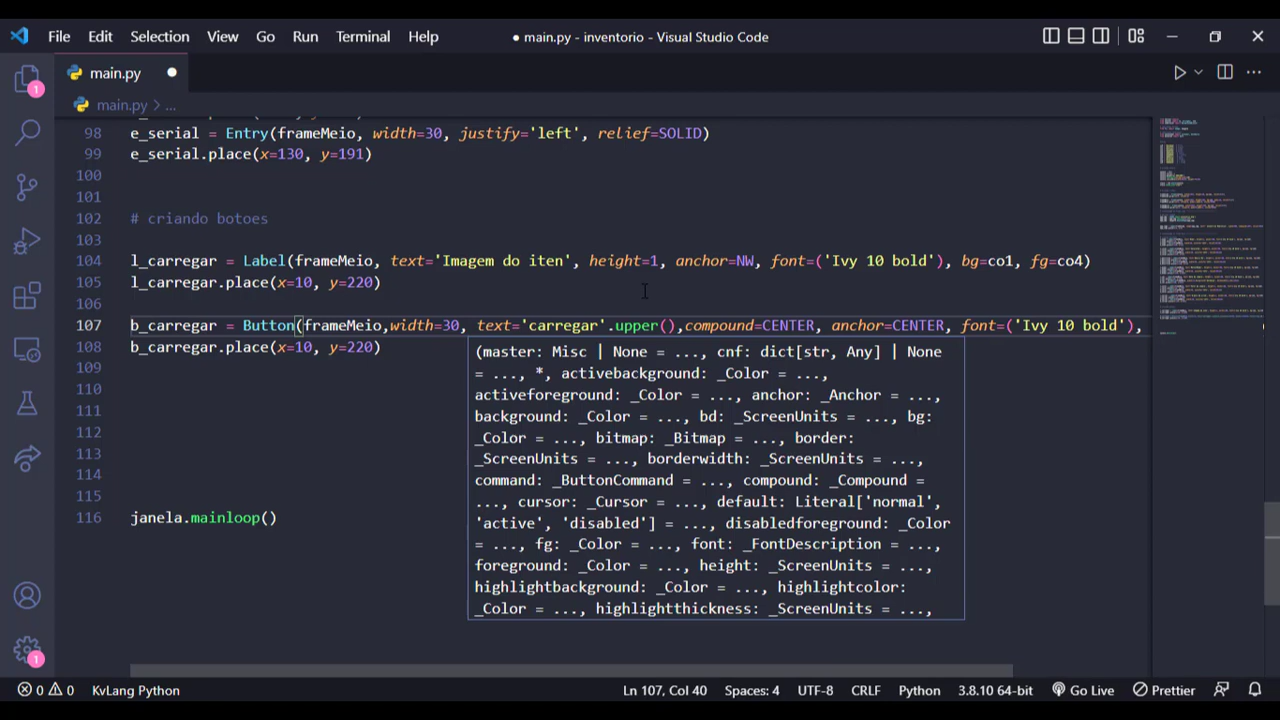 File Edit Selection View Go Run Terminal Help ● main.py - inventorio - Visual Studio Code
main.py
main.py > ...
98 e_serial = Entry(frameMeio, width=30, justify='left', relief=SOLID)
99 e_serial.place(x=130, y=191)
100
101
102 # criando botoes
103
104 l_carregar = Label(frameMeio, text='Imagem do iten', height=1, anchor=NW, font=('Ivy 10 bold'), bg=co1, fg=co4)
105 l_carregar.place(x=10, y=220)
106
107 b_carregar = Button(frameMeio,width=30, text='carregar'.upper(),compound=CENTER, anchor=CENTER, font=('Ivy 10 bold'),
108 b_carregar.place(x=10, y=220)
(master: Misc | None = ..., cnf: dict[str, Any] | None
109
= ..., *, activebackground: _Color = ...,
110
activeforeground: _Color = ..., anchor: _Anchor = ...,
111
background: _Color = ..., bd: _ScreenUnits = ..., bg:
112
_Color = ..., bitmap: _Bitmap = ..., border:
113
_ScreenUnits = ..., borderwidth: _ScreenUnits = ...,
114
command: _ButtonCommand = ..., compound: _Compound =
115
..., cursor: _Cursor = ..., default: Literal['normal',
116 janela.mainloop()
'active', 'disabled'] = ..., disabledforeground: _Color
= ..., fg: _Color = ..., font: _FontDescription = ...,
foreground: _Color = ..., height: _ScreenUnits = ...,
highlightbackground: _Color = ..., highlightcolor:
_Color = ..., highlightthickness: _ScreenUnits = ...,
1
1
0 0 KvLang Python Ln 107, Col 40 Spaces: 4 UTF-8 CRLF Python 3.8.10 64-bit Go Live Prettier